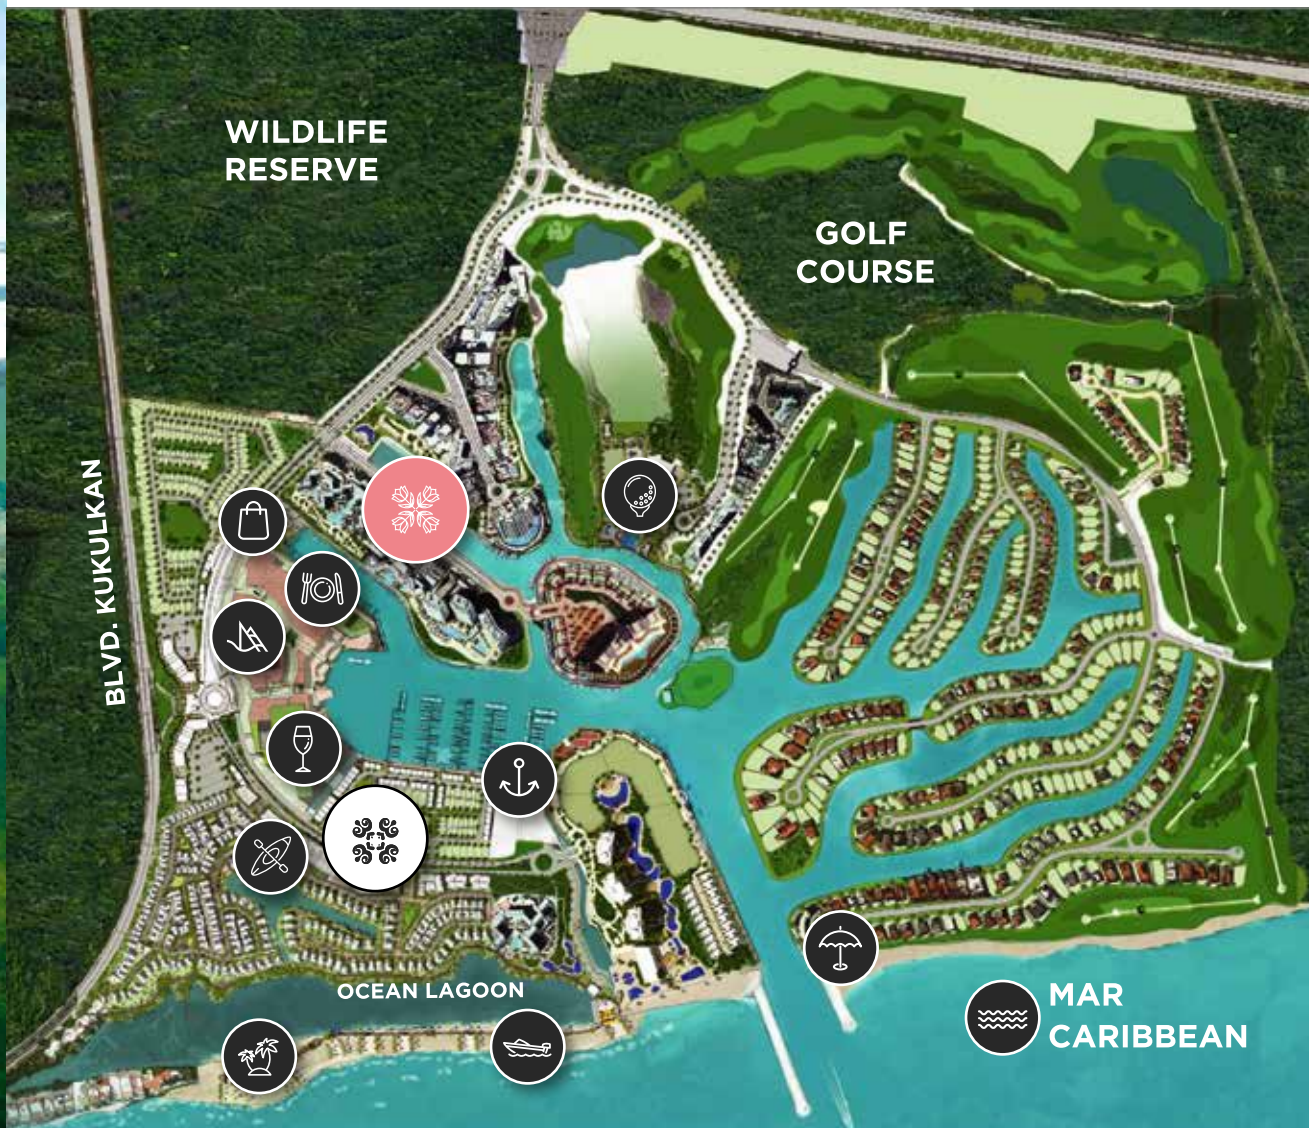 WILDLIFE
RESERVE
GOLF
COURSE
BLVD. KUKULKAN
OCEAN LAGOON
MAR
CARIBBEAN